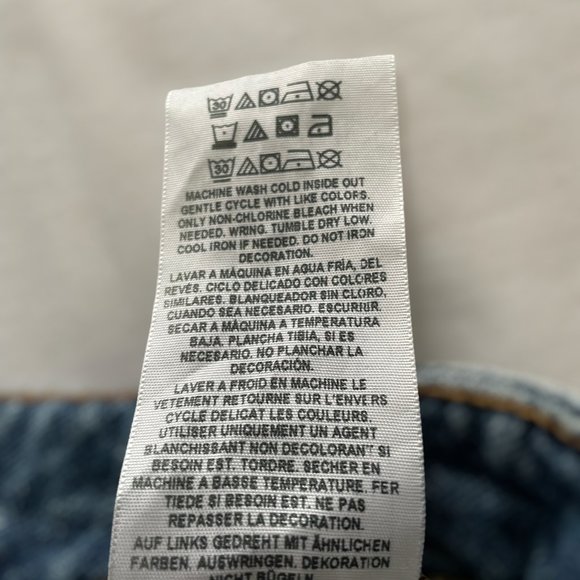 30
30
MACHINE WASH COLD INSIDE OUT
GENTLE CYCLE WITH LIKE COLORS.
ONLY NON-CHLORINE BLEACH WHEN
NEEDED. WRING. TUMBLE DRY LOW.
COOL IRON IF NEEDED. DO NOT IRON
DECORATION.
LAVAR A MÁQUINA EN AGUA FRÍA, DEL
REVÉS. CICLO DELICADO CON COLORES
SIMILARES. BLANQUEADOR SIN CLORO,
CUANDO SEA NECESARIO. ESCURRIR.
SECAR A MÁQUINA A TEMPERATURA
BAJA. PLANCHA TIBIA, SI ES
NECESARIO. NO PLANCHAR LA
DECORACIÓN.
LAVER A FROID EN MACHINE LE
VETEMENT RETOURNE SUR L'ENVERS
CYCLE DELICAT LES COULEURS.
UTILISER UNIQUEMENT UN AGENT
BLANCHISSANT NON DECOLORAN" SI
BESOIN EST. TORDRE. SECHER EN
MACHINE A BASSE TEMPERATURE. FER
TIEDE SI BESOIN EST. NE PAS
REPASSER LA DECORATION.
AUF LINKS GEDREHT MIT ÄHNLICHEN
FARBEN. AUSWRINGEN. DEKORATION
NICHT BÜGELN.